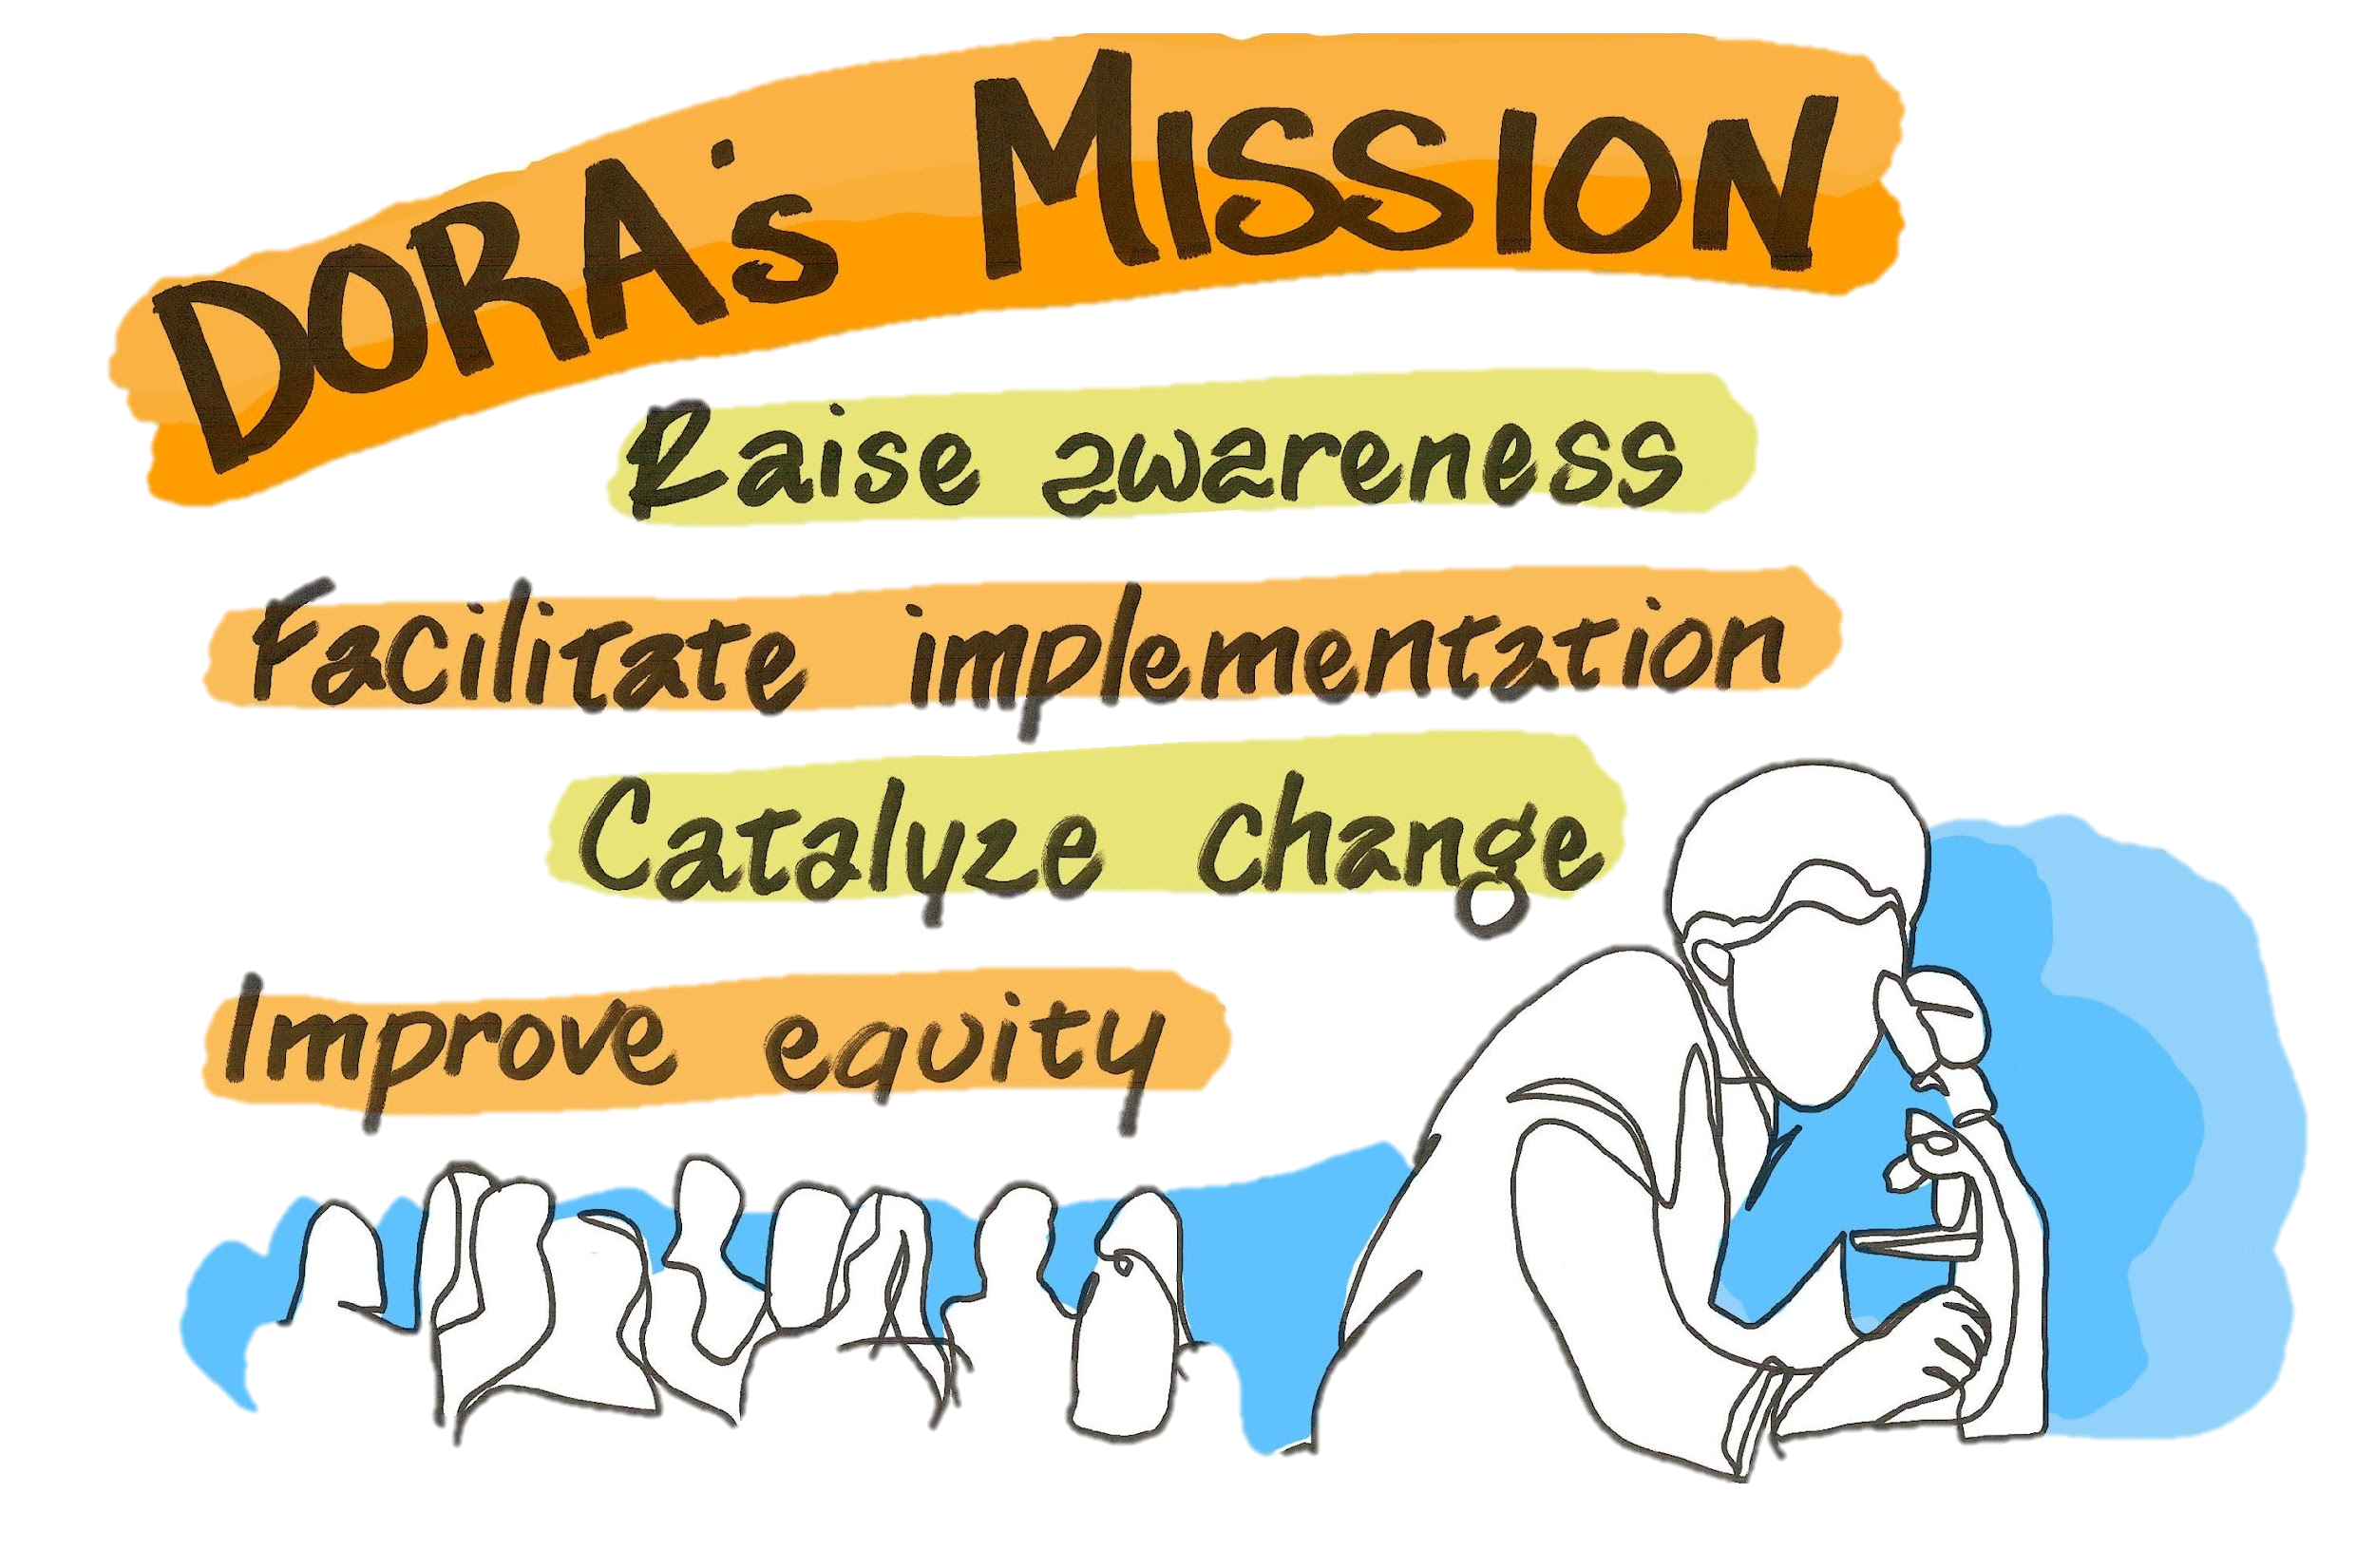 DORA's MISSION
Raise awareness
Facilitate implementation
Catalyze change
Improve equity